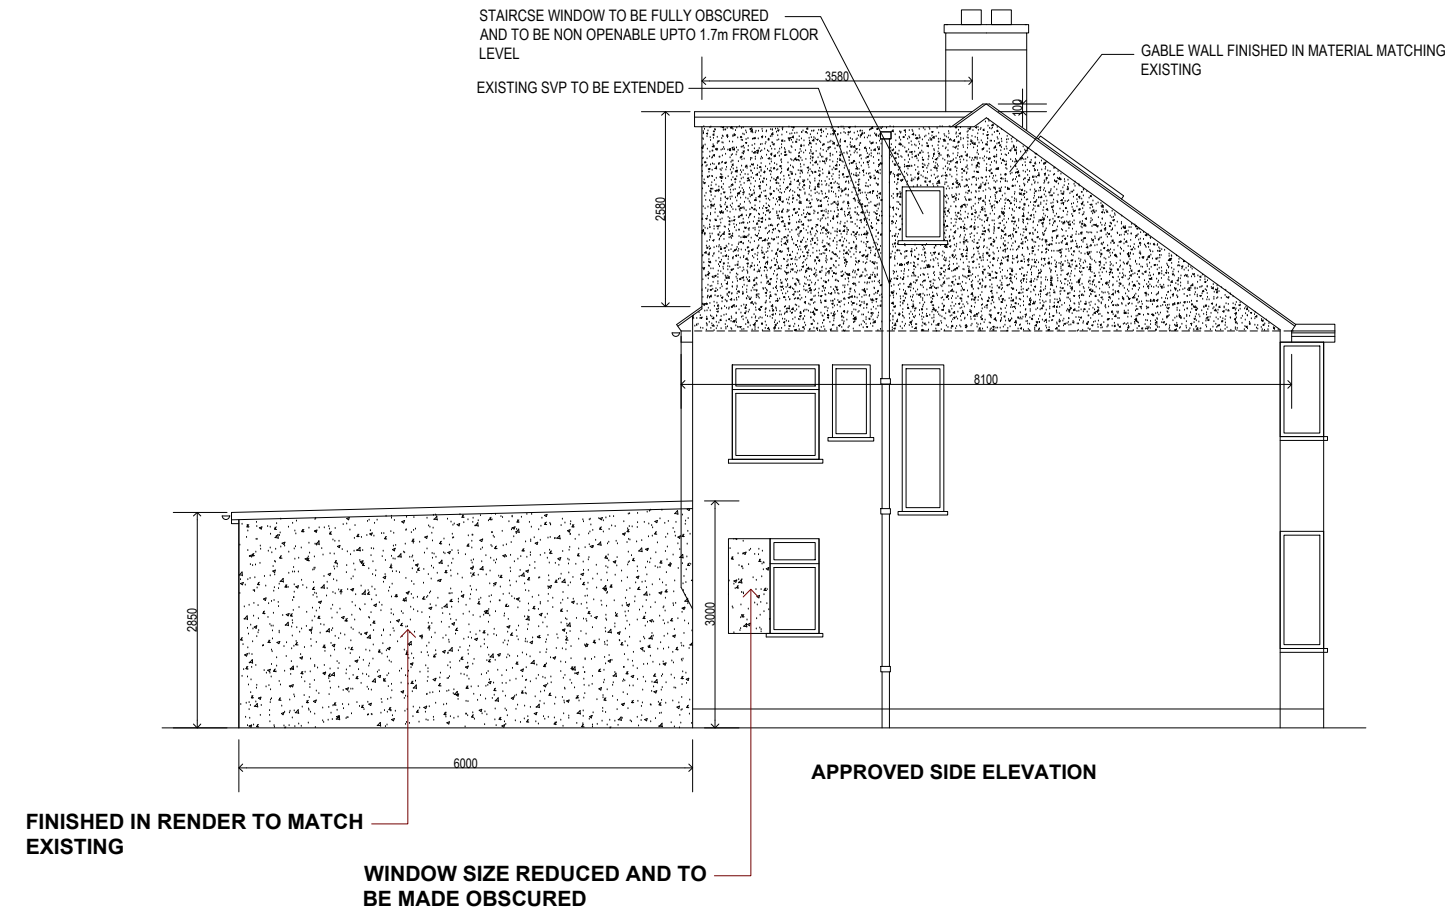 STAIRCSE WINDOW TO BE FULLY OBSCURED
AND TO BE NON OPENABLE UPTO 1.7m FROM FLOOR
LEVEL
EXISTING SVP TO BE EXTENDED
GABLE WALL FINISHED IN MATERIAL MATCHING
EXISTING
3580
100
2580
8100
2850
3000
6000
APPROVED SIDE ELEVATION
FINISHED IN RENDER TO MATCH
EXISTING
WINDOW SIZE REDUCED AND TO
BE MADE OBSCURED